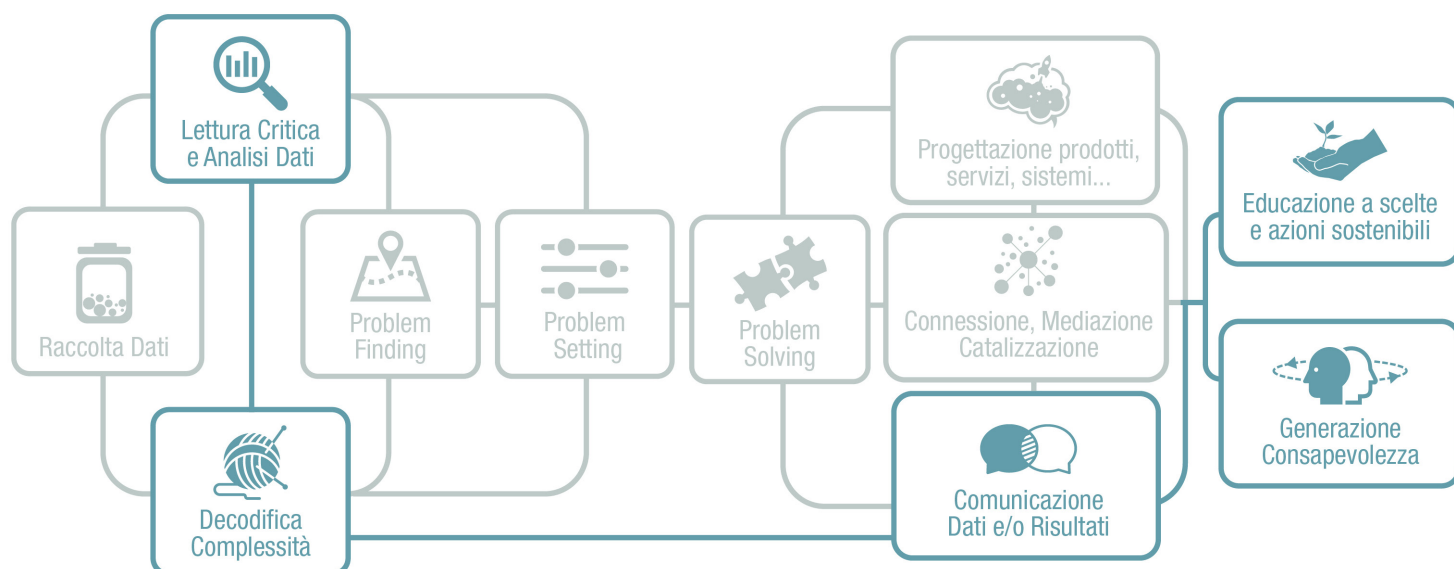 Lettura Critica
e Analisi Dati
Raccolta Dati
Decodifica
Complessità
Problem
Finding
Problem
Setting
Problem
Solving
Progettazione prodotti,
servizi, sistemi...
Connessione, Mediazione
Catalizzazione
Comunicazione
Dati e/o Risultati
Educazione a scelte
e azioni sostenibili
Generazione
Consapevolezza